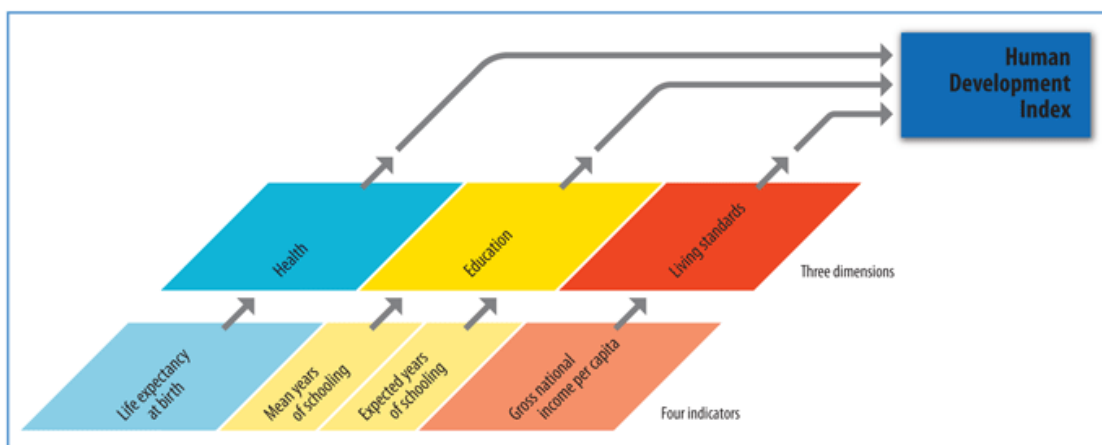 Human
Development
Index
Health
Education
Living standards
Three dimensions
Life expectancy
at birth
Mean years
of schooling
Expected years
of schooling
Gross national
income per capita
Four indicators